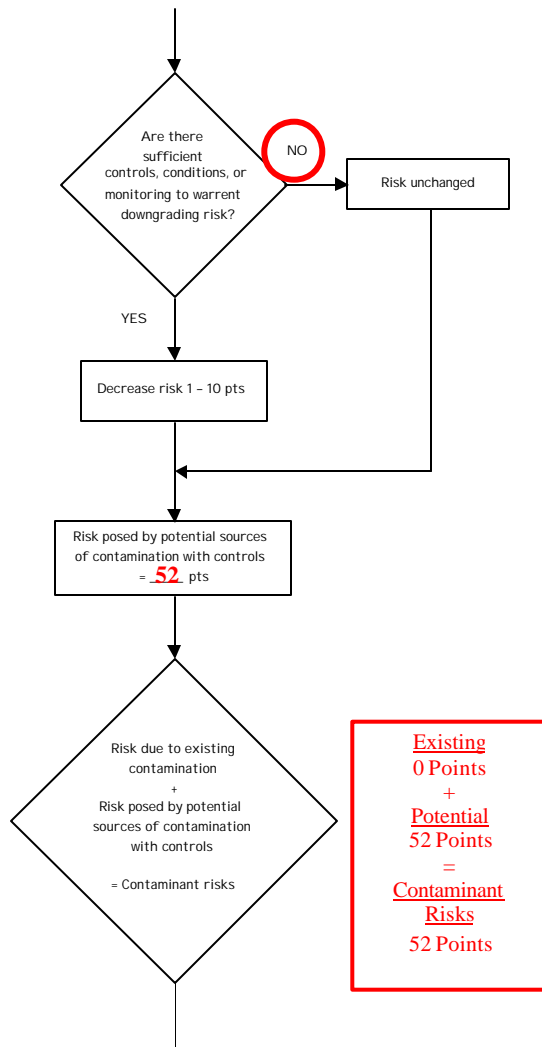 Are there
sufficient
controls, conditions, or
monitoring to warrent
downgrading risk?
NO
Risk unchanged
YES
Decrease risk 1 – 10 pts
Risk posed by potential sources
of contamination with controls
= 52 pts
Risk due to existing
contamination
+
Risk posed by potential
sources of contamination
with controls
= Contaminant risks
Existing
0 Points
+
Potential
52 Points
=
Contaminant
Risks
52 Points